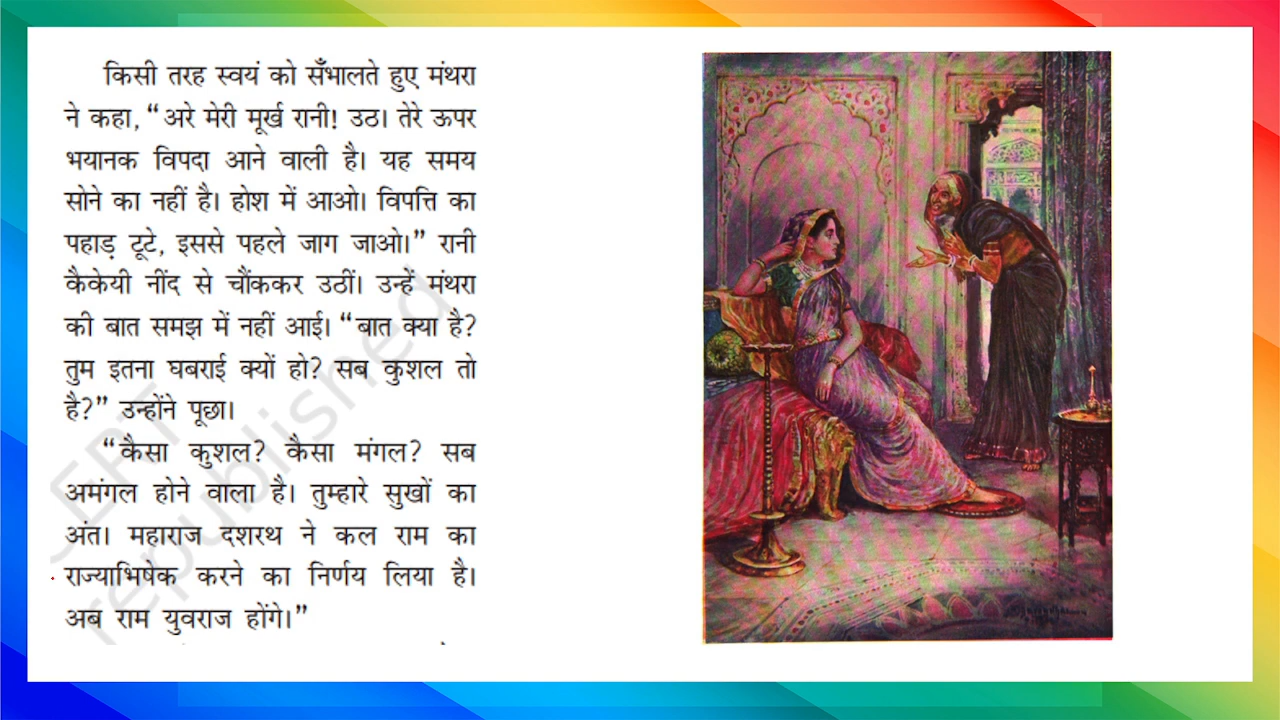 किसी तरह स्वयं को सँभालते हुए मंथरा
ने कहा, “अरे मेरी मूर्ख रानी! उठ। तेरे ऊपर
भयानक विपदा आने वाली है। यह समय
सोने का नहीं है। होश में आओ। विपत्ति का
पहाड़ टूटे, इससे पहले जाग जाओ।” रानी
कैकेयी नींद से चौंककर उठीं। उन्हें मंथरा
की बात समझ में नहीं आई। “बात क्या है?
तुम इतना घबराई क्यों हो? सब कुशल तो
है?” उन्होंने पूछा।
“कैसा कुशल? कैसा मंगल? सब
अमंगल होने वाला है। तुम्हारे सुखों का
अंत। महाराज दशरथ ने कल राम का
राज्याभिषेक करने का निर्णय लिया है।
अब राम युवराज होंगे।”
republished